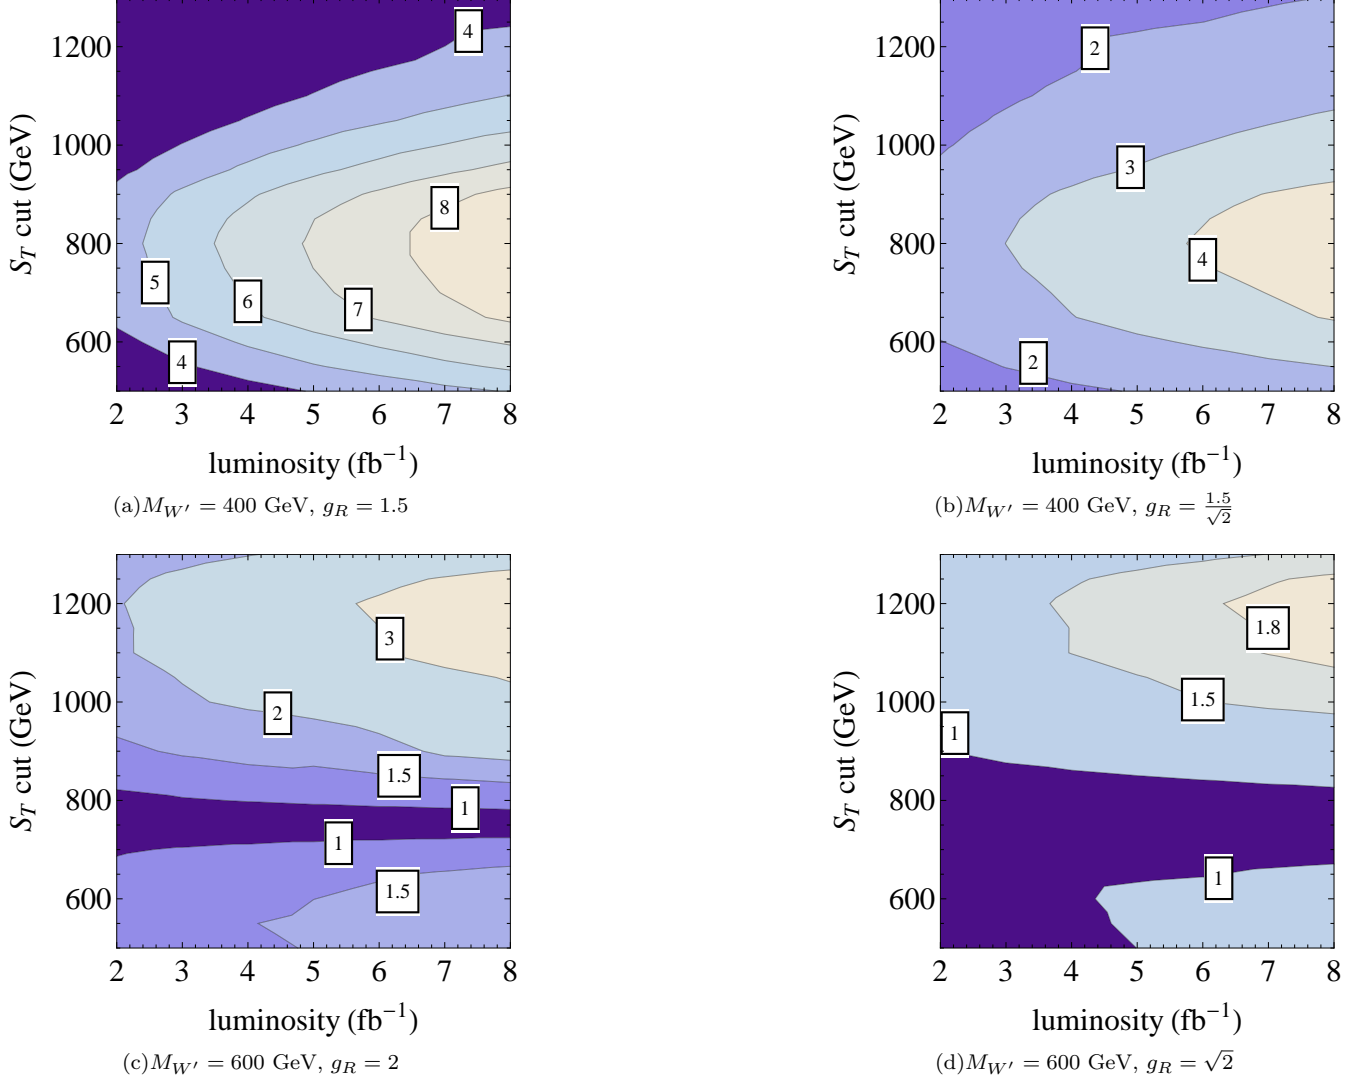 4
2
1200
1200
3
1000
1000
8
S_T cut (GeV)
S_T cut (GeV)
800
800
4
5
6
7
600
600
4
2
2 3 4 5 6 7 8
2 3 4 5 6 7 8
luminosity (fb⁻¹)
luminosity (fb⁻¹)
(a)M_{W′} = 400 GeV, g_R = 1.5
(b)M_{W′} = 400 GeV, g_R = 1.5/√2
1200
1200
3
1.8
1000
1000
2
1.5
1
S_T cut (GeV)
S_T cut (GeV)
1.5
800
800
1
1
1.5
1
600
600
2 3 4 5 6 7 8
2 3 4 5 6 7 8
luminosity (fb⁻¹)
luminosity (fb⁻¹)
(c)M_{W′} = 600 GeV, g_R = 2
(d)M_{W′} = 600 GeV, g_R = √2